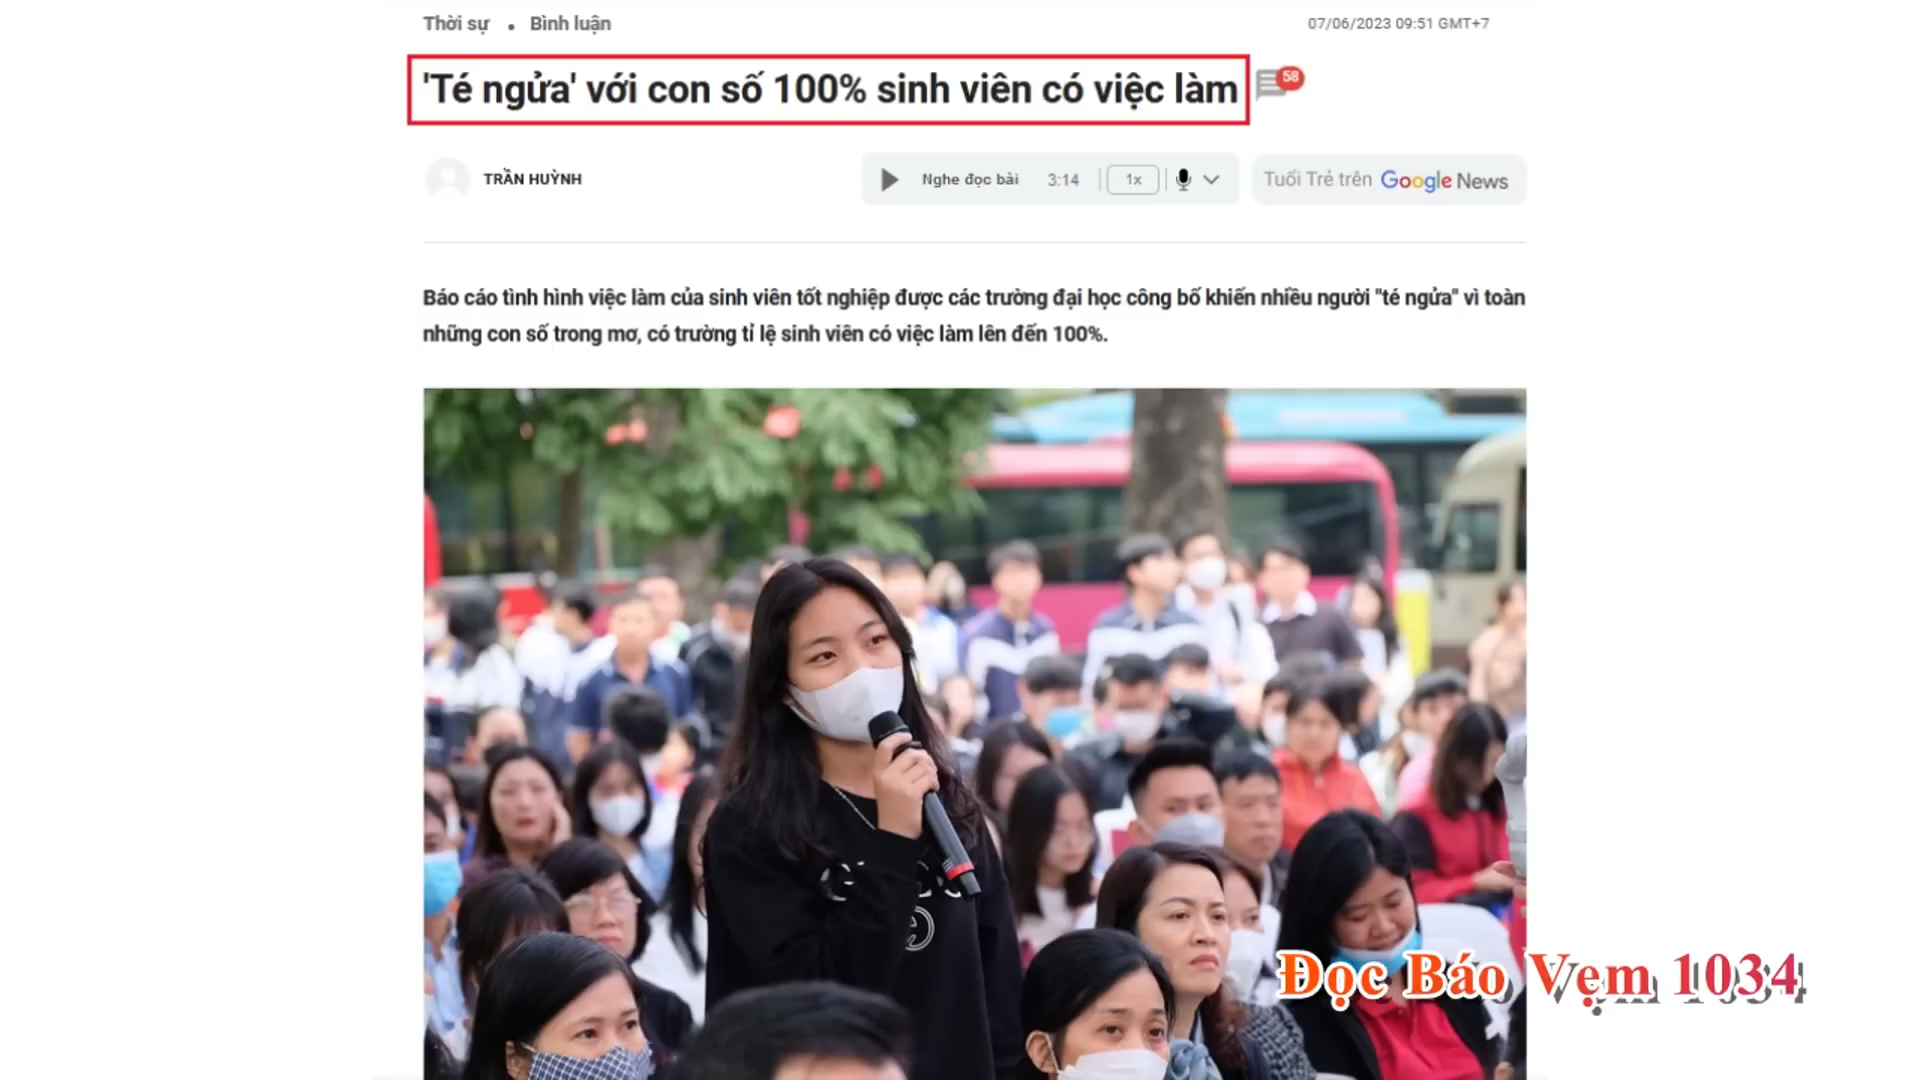 Thời sự • Bình luận
07/06/2023 09:51 GMT+7
'Té ngửa' với con số 100% sinh viên có việc làm
58
TRẦN HUỲNH
Nghe đọc bài 3:14 1x
Tuổi Trẻ trên Google News
Báo cáo tình hình việc làm của sinh viên tốt nghiệp được các trường đại học công bố khiến nhiều người "té ngửa" vì toàn
những con số trong mơ, có trường tỉ lệ sinh viên có việc làm lên đến 100%.
Đọc Báo Vẹm 1034